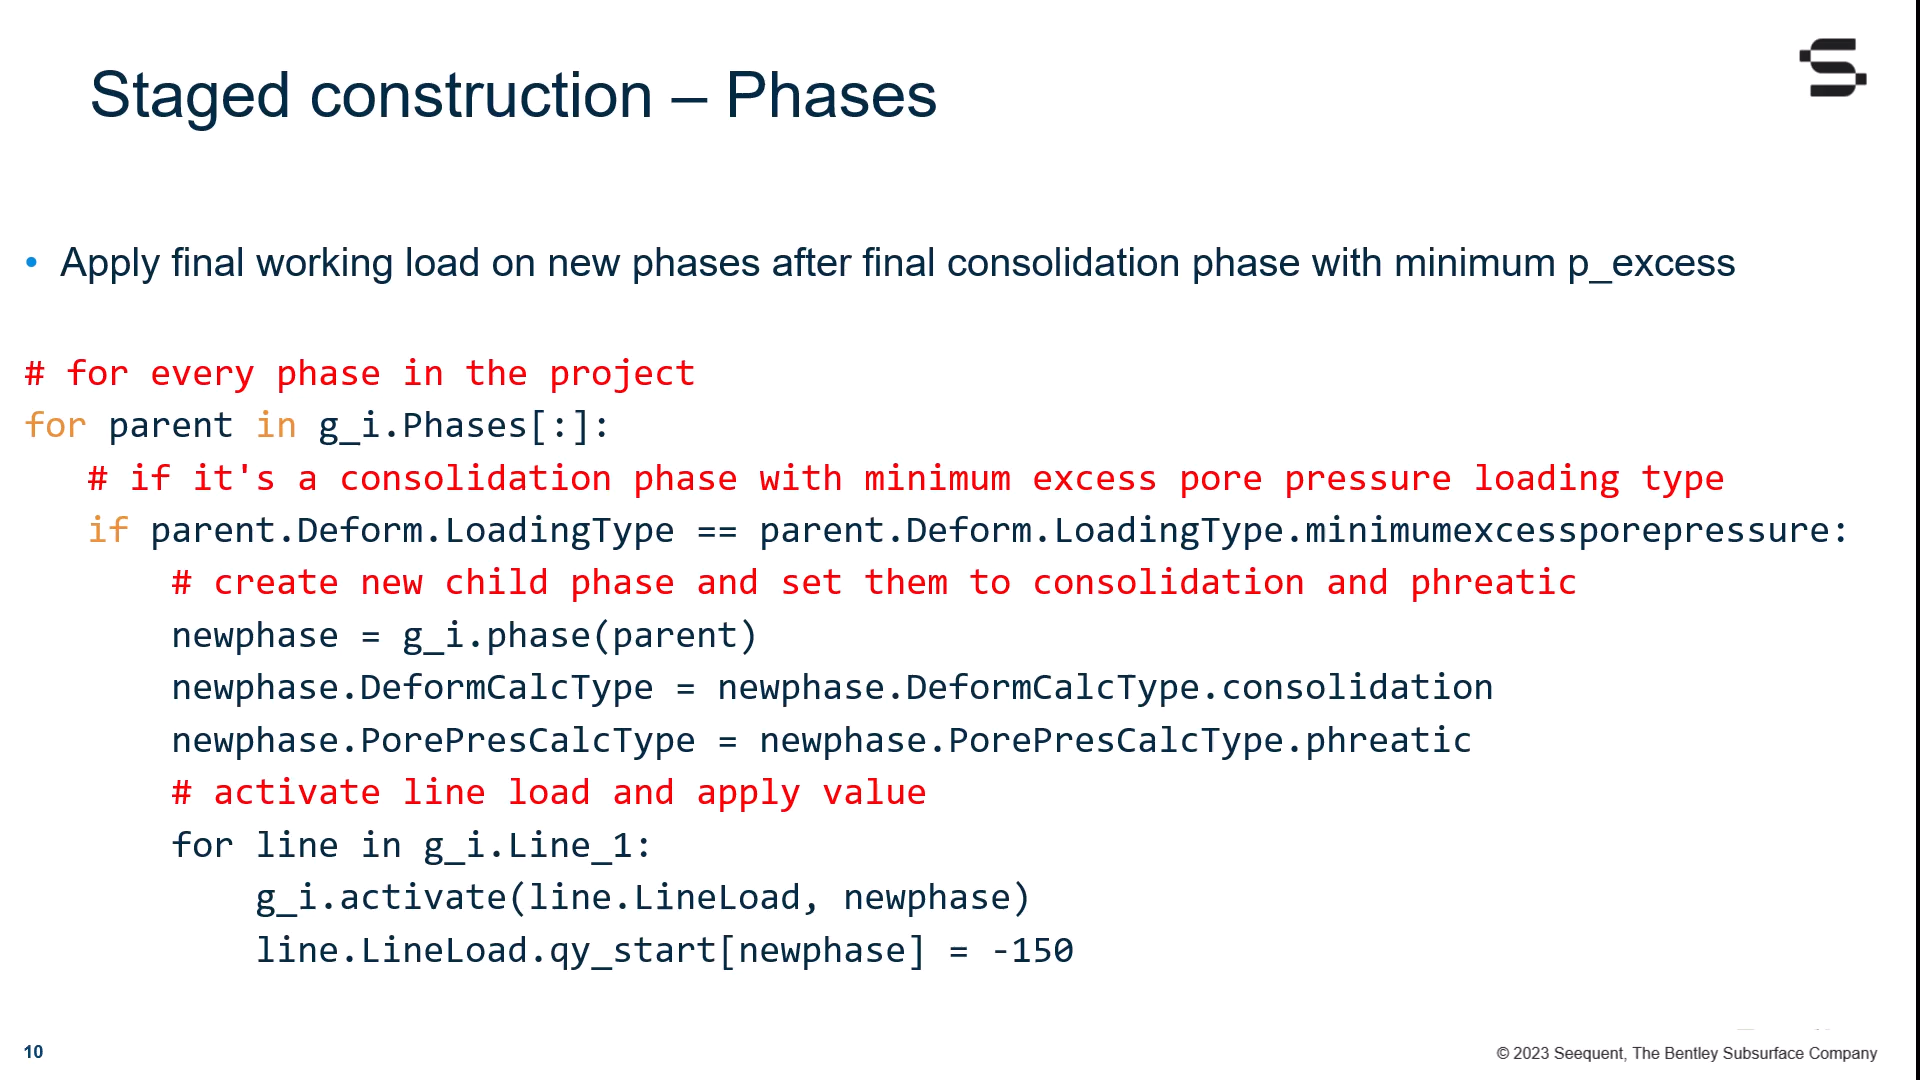 Staged construction – Phases
• Apply final working load on new phases after final consolidation phase with minimum p_excess
# for every phase in the project
for parent in g_i.Phases[:]:
# if it's a consolidation phase with minimum excess pore pressure loading type
if parent.Deform.LoadingType == parent.Deform.LoadingType.minimumexcessporepressure:
# create new child phase and set them to consolidation and phreatic
newphase = g_i.phase(parent)
newphase.DeformCalcType = newphase.DeformCalcType.consolidation
newphase.PorePresCalcType = newphase.PorePresCalcType.phreatic
# activate line load and apply value
for line in g_i.Line_1:
g_i.activate(line.LineLoad, newphase)
line.LineLoad.qy_start[newphase] = -150
10
© 2023 Seequent, The Bentley Subsurface Company